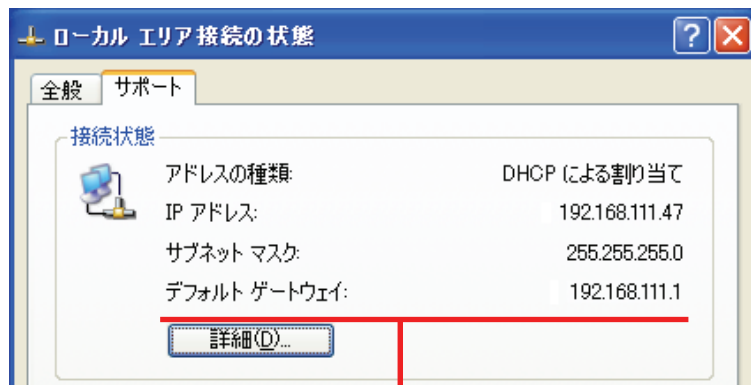 ローカル エリア接続の状態
全般 サポート
接続状態
アドレスの種類: DHCP による割り当て
IP アドレス: 192.168.111.47
サブネット マスク: 255.255.255.0
デフォルト ゲートウェイ: 192.168.111.1
詳細(D)...